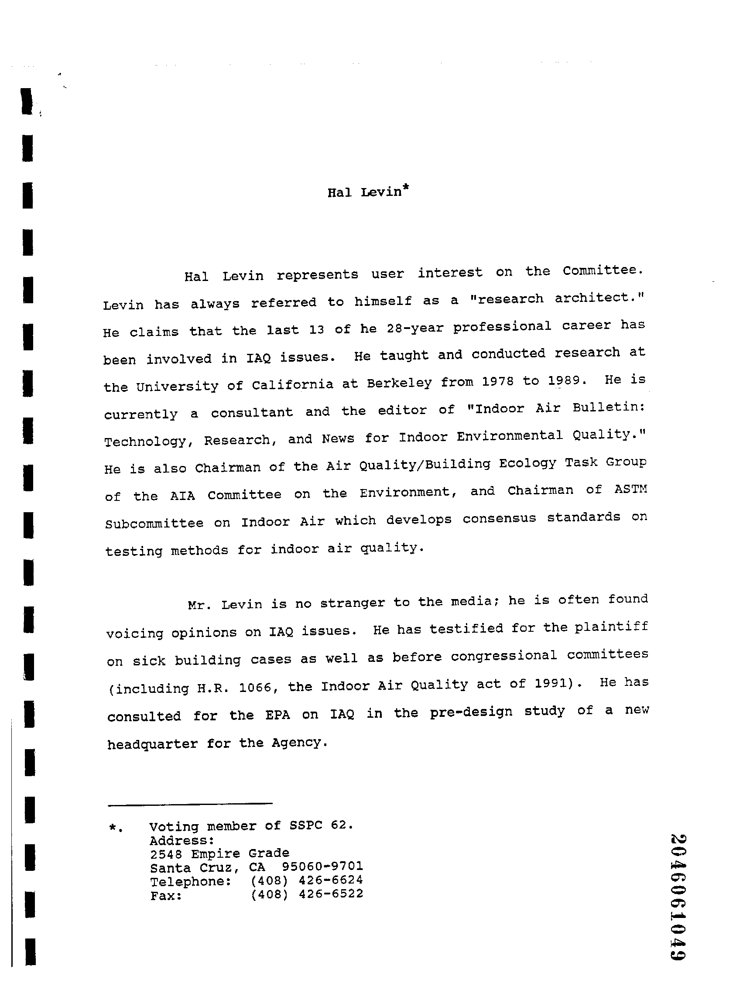 Hal Levin*
Hal Levin represents user interest on the Committee.
Levin has always referred to himself as a "research architect."
He claims that the last 13 of he 28-year professional career has
been involved in IAQ issues. He taught and conducted research at
the University of California at Berkeley from 1978 to 1989. He is
currently a consultant and the editor of "Indoor Air Bulletin:
Technology, Research, and News for Indoor Environmental Quality."
He is also Chairman of the Air Quality/Building Ecology Task Group
of the AIA Committee on the Environment, and Chairman of ASTM
Subcommittee on Indoor Air which develops consensus standards on
testing methods for indoor air quality.
Mr. Levin is no stranger to the media; he is often found
voicing opinions on IAQ issues. He has testified for the plaintiff
on sick building cases as well as before congressional committees
(including H.R. 1066, the Indoor Air Quality act of 1991). He has
consulted for the EPA on IAQ in the pre-design study of a new
headquarter for the Agency.
*. Voting member of SSPC 62.
Address:
2548 Empire Grade
Santa Cruz, CA 95060-9701
Telephone: (408) 426-6624
Fax: (408) 426-6522
2046061049